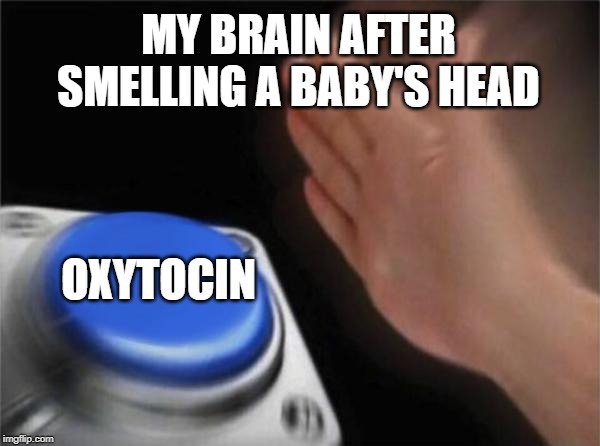 MY BRAIN AFTER
SMELLING A BABY'S HEAD
OXYTOCIN
imgflip.com